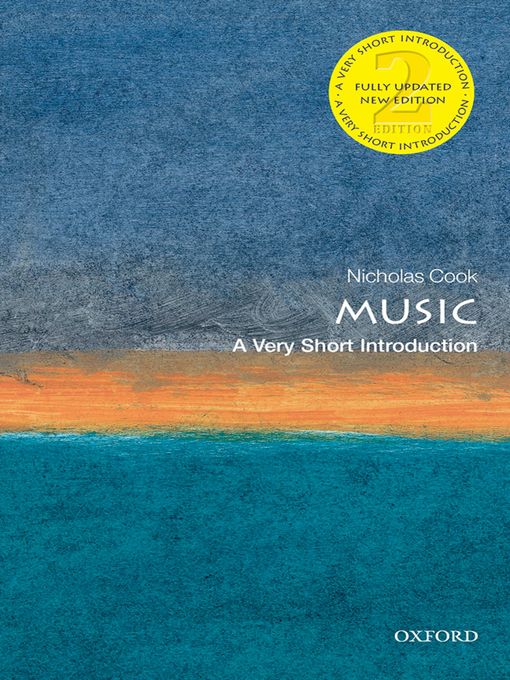 A VERY SHORT INTRODUCTION
2
FULLY UPDATED
NEW EDITION
EDITION
A VERY SHORT INTRODUCTION
Nicholas Cook
MUSIC
A Very Short Introduction
OXFORD